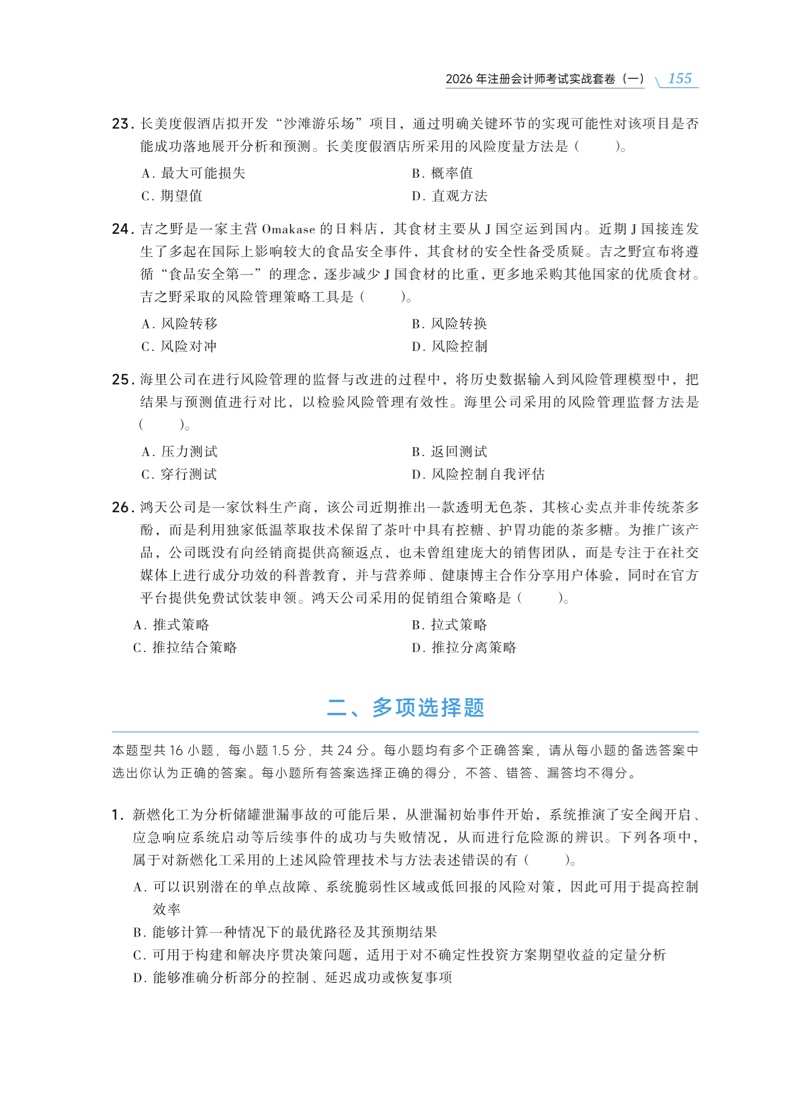 2026 年注册会计师考试实战套卷（一） 155
23. 长美度假酒店拟开发“沙滩游乐场”项目，通过明确关键环节的实现可能性对该项目是否
能成功落地展开分析和预测。长美度假酒店所采用的风险度量方法是（　　）。
A. 最大可能损失 B. 概率值
C. 期望值 D. 直观方法
24. 吉之野是一家主营 Omakase 的日料店，其食材主要从 J 国空运到国内。近期 J 国接连发
生了多起在国际上影响较大的食品安全事件，其食材的安全性备受质疑。吉之野宣布将遵
循“食品安全第一”的理念，逐步减少 J 国食材的比重，更多地采购其他国家的优质食材。
吉之野采取的风险管理策略工具是（　　）。
A. 风险转移 B. 风险转换
C. 风险对冲 D. 风险控制
25. 海里公司在进行风险管理的监督与改进的过程中，将历史数据输入到风险管理模型中，把
结果与预测值进行对比，以检验风险管理有效性。海里公司采用的风险管理监督方法是
（　　）。
A. 压力测试 B. 返回测试
C. 穿行测试 D. 风险控制自我评估
26. 鸿天公司是一家饮料生产商，该公司近期推出一款透明无色茶，其核心卖点并非传统茶多
酚，而是利用独家低温萃取技术保留了茶叶中具有控糖、护胃功能的茶多糖。为推广该产
品，公司既没有向经销商提供高额返点，也未曾组建庞大的销售团队，而是专注于在社交
媒体上进行成分功效的科普教育，并与营养师、健康博主合作分享用户体验，同时在官方
平台提供免费试饮装申领。鸿天公司采用的促销组合策略是（　　）。
A. 推式策略 B. 拉式策略
C. 推拉结合策略 D. 推拉分离策略
二、多项选择题
本题型共 16 小题，每小题 1.5 分，共 24 分。每小题均有多个正确答案，请从每小题的备选答案中
选出你认为正确的答案。每小题所有答案选择正确的得分，不答、错答、漏答均不得分。
1. 新燃化工为分析储罐泄漏事故的可能后果，从泄漏初始事件开始，系统推演了安全阀开启、
应急响应系统启动等后续事件的成功与失败情况，从而进行危险源的辨识。下列各项中，
属于对新燃化工采用的上述风险管理技术与方法表述错误的有（　　）。
A. 可以识别潜在的单点故障、系统脆弱性区域或低回报的风险对策，因此可用于提高控制
效率
B. 能够计算一种情况下的最优路径及其预期结果
C. 可用于构建和解决序贯决策问题，适用于对不确定性投资方案期望收益的定量分析
D. 能够准确分析部分的控制、延迟成功或恢复事项